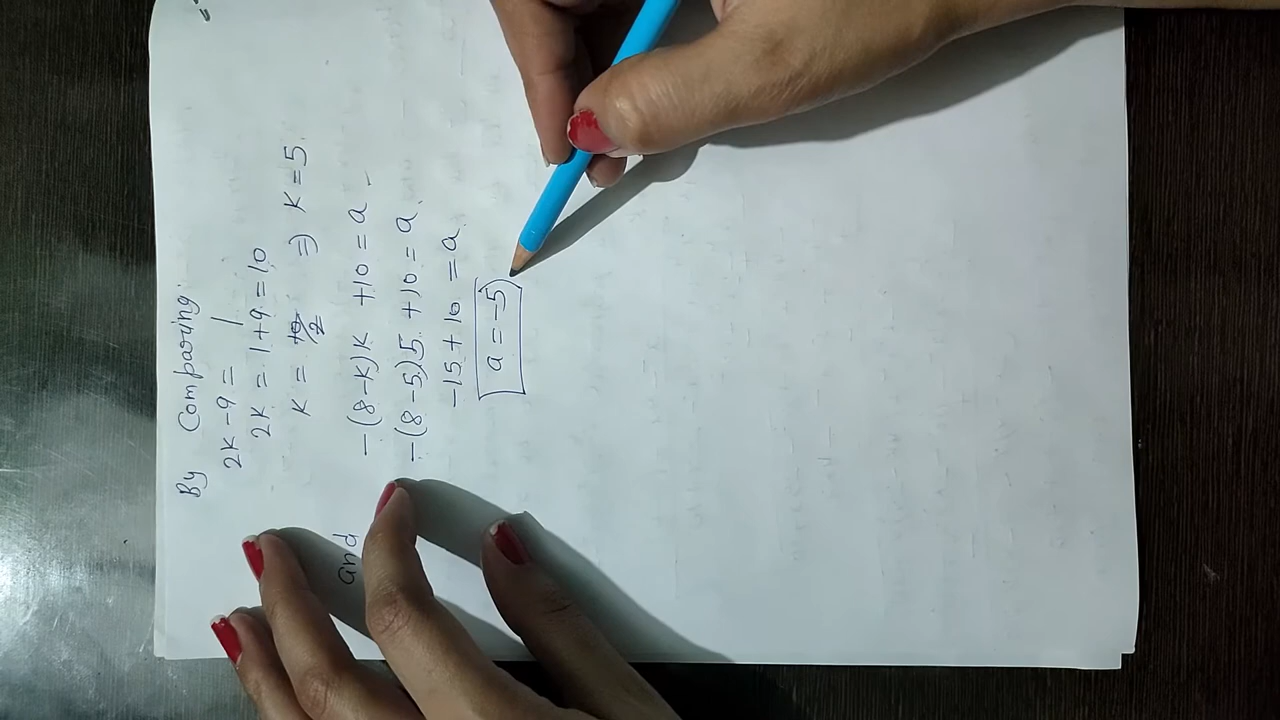 By Comparing
2K - 9 = 1
2K = 1+9 = 10
K = 10/2 ⇒ K = 5
and -(8-K)K +10 = a
-(8-5)5 +10 = a
-15 + 10 = a
a = -5